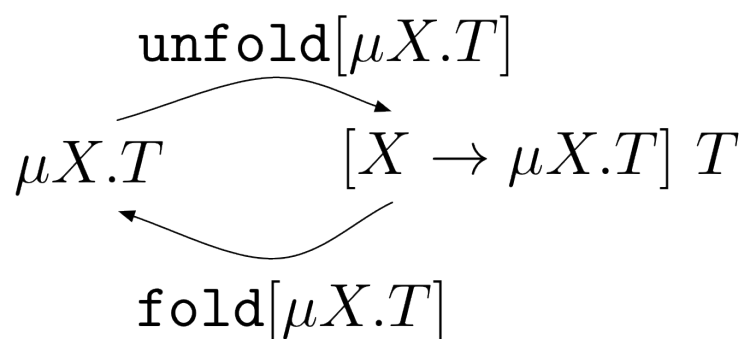 unfold[μX.T]
μX.T [X → μX.T] T
fold[μX.T]